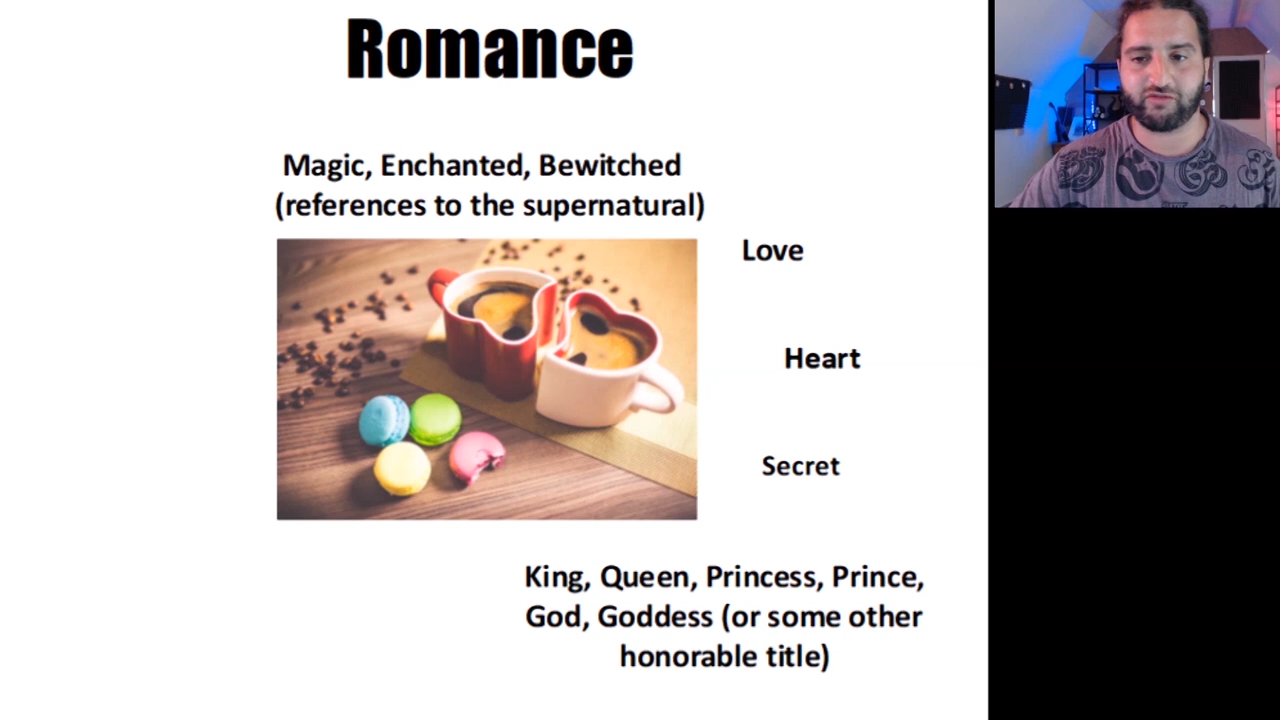 Romance
Magic, Enchanted, Bewitched
(references to the supernatural)
Love
Heart
Secret
King, Queen, Princess, Prince,
God, Goddess (or some other
honorable title)